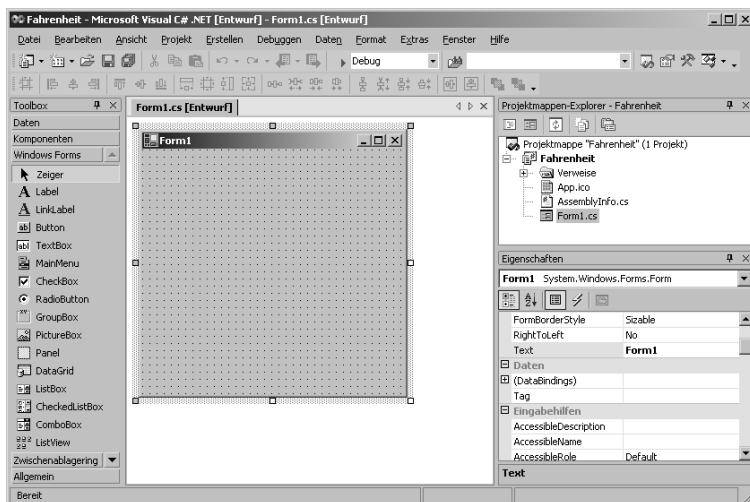 Fahrenheit - Microsoft Visual C# .NET [Entwurf] - Form1.cs [Entwurf]
Datei Bearbeiten Ansicht Projekt Erstellen Debuggen Daten Format Extras Fenster Hilfe
Debug
Toolbox
Daten
Komponenten
Windows Forms
Zeiger
A Label
A LinkLabel
ab Button
abl TextBox
MainMenu
CheckBox
RadioButton
XY GroupBox
PictureBox
Panel
DataGrid
ListBox
CheckedListBox
ComboBox
ListView
Zwischenablagering
Allgemein
Form1.cs [Entwurf]
Form1
Projektmappen-Explorer - Fahrenheit
Projektmappe "Fahrenheit" (1 Projekt)
Fahrenheit
Verweise
App.ico
AssemblyInfo.cs
Form1.cs
Eigenschaften
Form1 System.Windows.Forms.Form
FormBorderStyle Sizable
RightToLeft No
Text Form1
Daten
(DataBindings)
Tag
Eingabehilfen
AccessibleDescription
AccessibleName
AccessibleRole Default
Text
Bereit